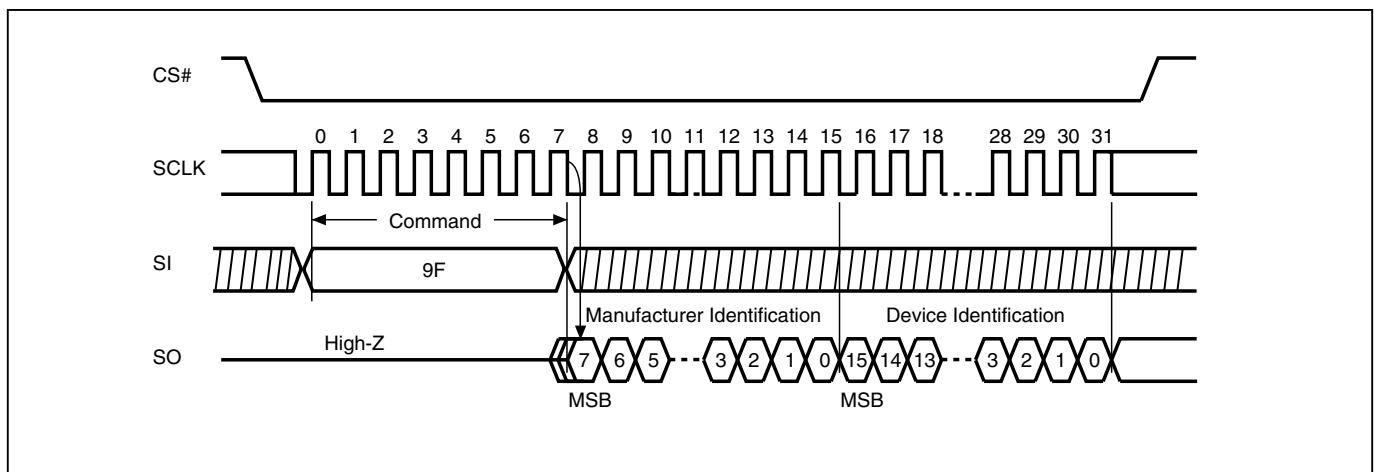 CS#
0 1 2 3 4 5 6 7 8 9 10 11 12 13 14 15 16 17 18 28 29 30 31
SCLK
Command
SI
9F
Manufacturer Identification Device Identification
High-Z
SO
7 6 5 3 2 1 0 15 14 13 3 2 1 0
MSB MSB